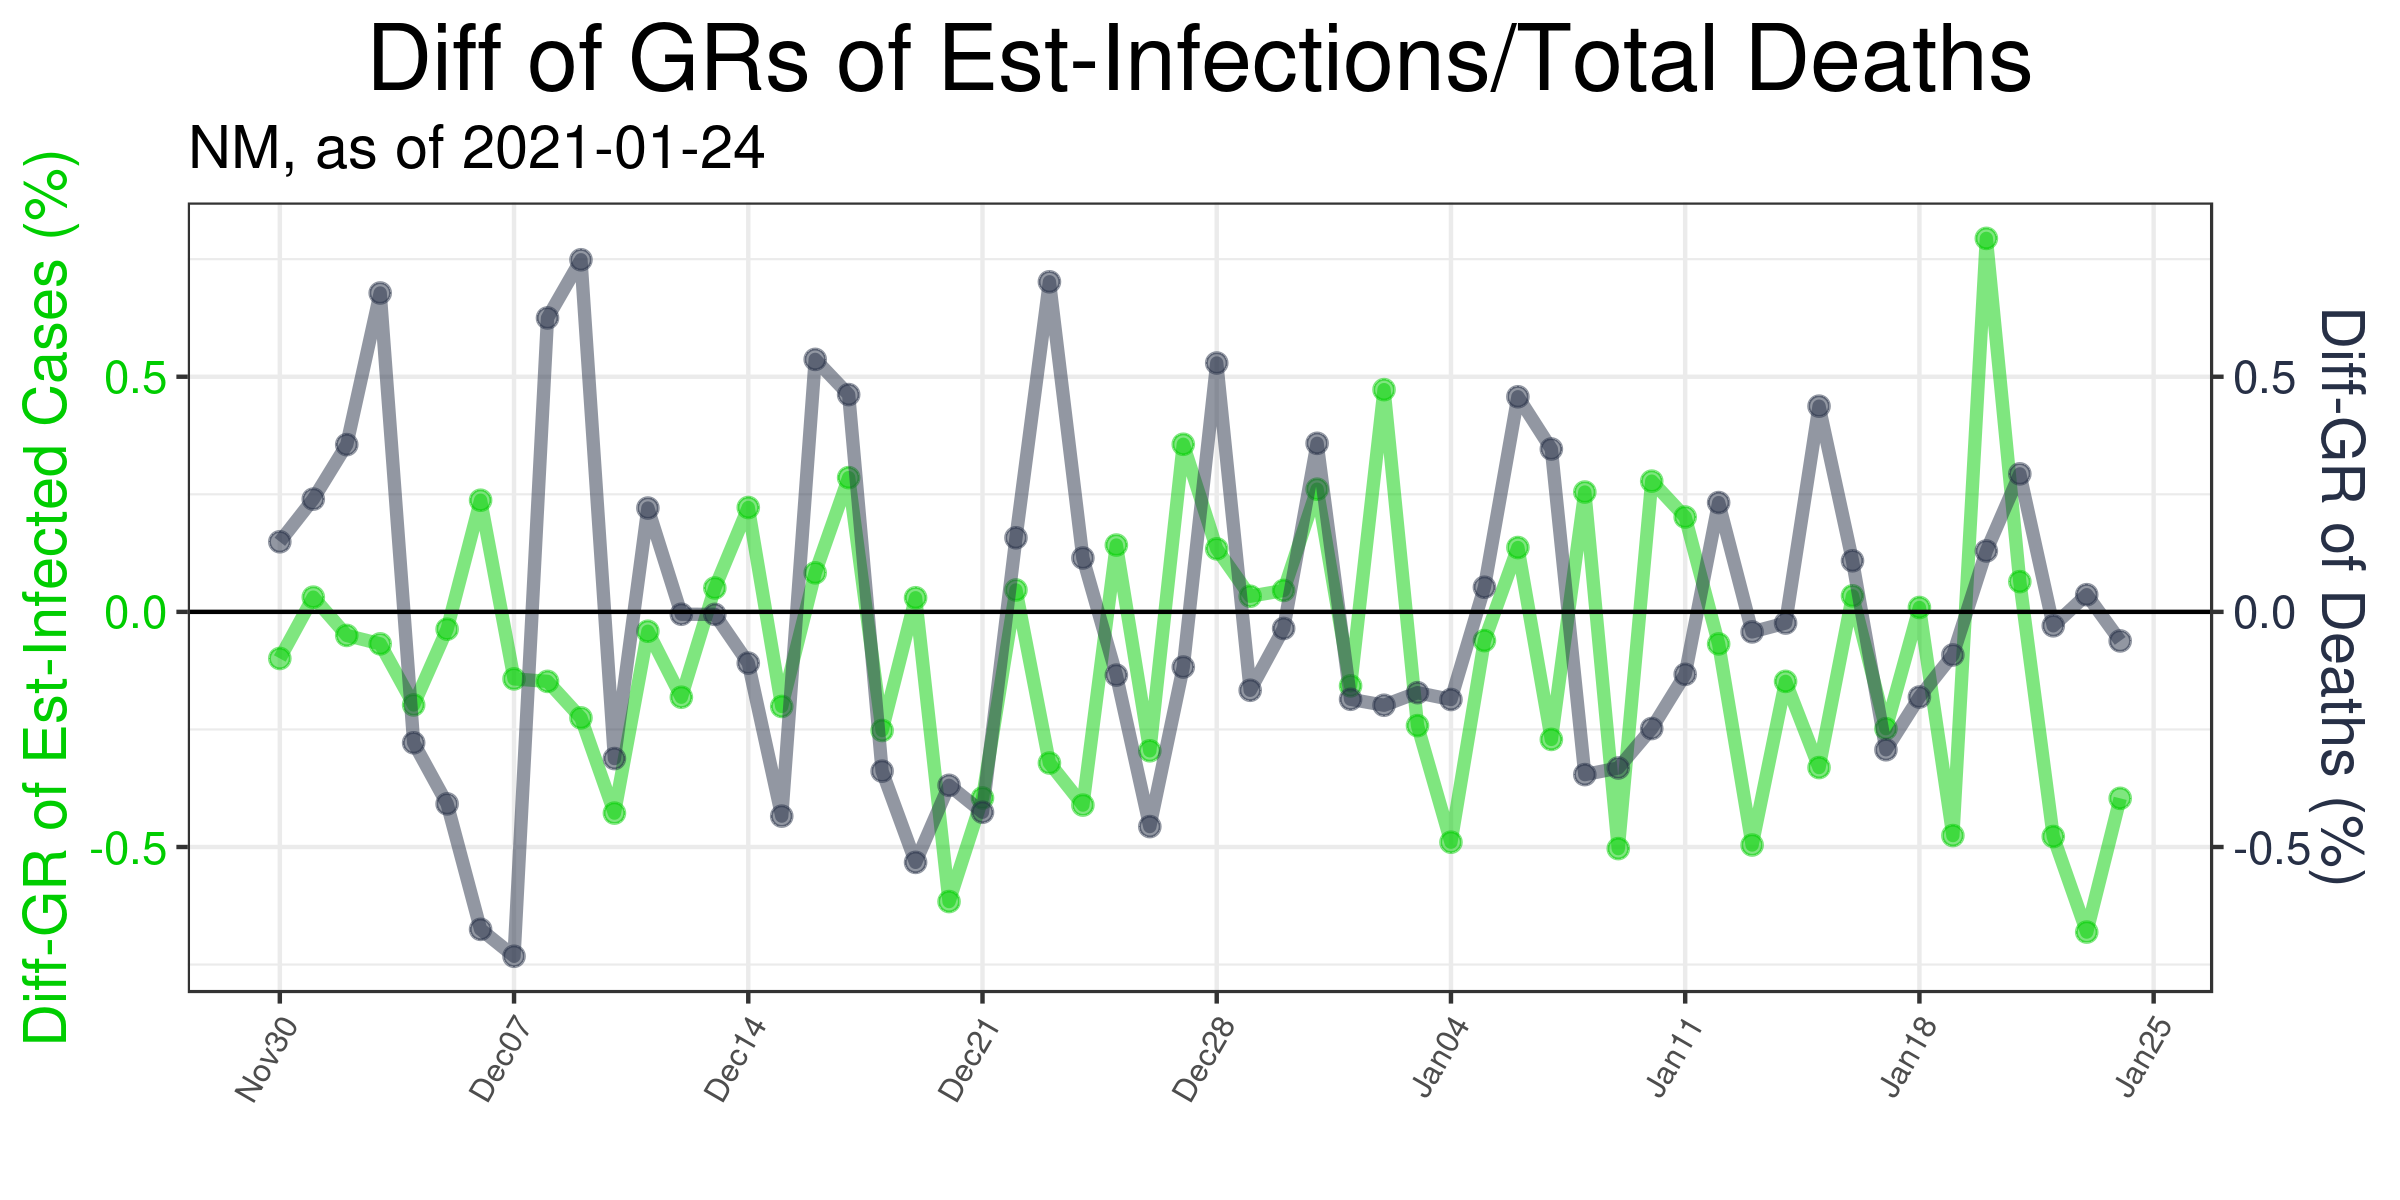 Diff of GRs of Est-Infections/Total Deaths
NM, as of 2021-01-24
Diff-GR of Est-Infected Cases (%)
0.5
0.0
-0.5
0.5
0.0
-0.5
Diff-GR of Deaths (%)
Nov30
Dec07
Dec14
Dec21
Dec28
Jan04
Jan11
Jan18
Jan25